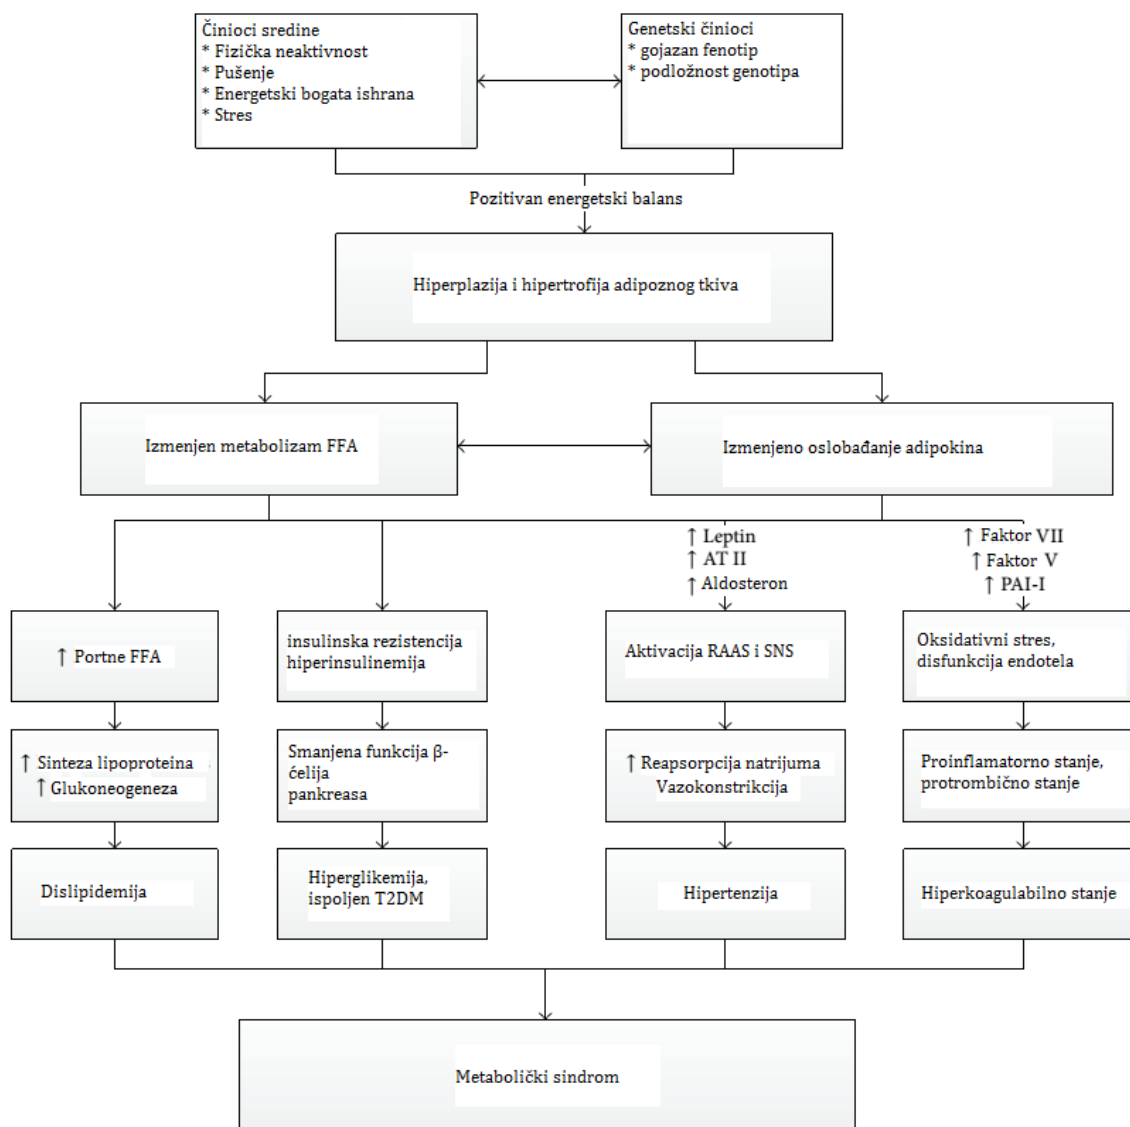 Činioci sredine
* Fizička neaktivnost
* Pušenje
* Energetski bogata ishrana
* Stres
Genetski činioci
* gojazan fenotip
* podložnost genotipa
Pozitivan energetski balans
Hiperplazija i hipertrofija adipoznog tkiva
Izmenjen metabolizam FFA
Izmenjeno oslobađanje adipokina
↑ Leptin
↑ AT II
↑ Aldosteron
↑ Faktor VII
↑ Faktor V
↑ PAI-I
↑ Portne FFA
insulinska rezistencija
hiperinsulinemija
Aktivacija RAAS i SNS
Oksidativni stres,
disfunkcija endotela
↑ Sinteza lipoproteina
↑ Glukoneogeneza
Smanjena funkcija β-
ćelija
pankreasa
↑ Reapsorpcija natrijuma
Vazokonstrikcija
Proinflamatorno stanje,
protrombično stanje
Dislipidemija
Hiperglikemija,
ispoljen T2DM
Hipertenzija
Hiperkoagulabilno stanje
Metabolički sindrom